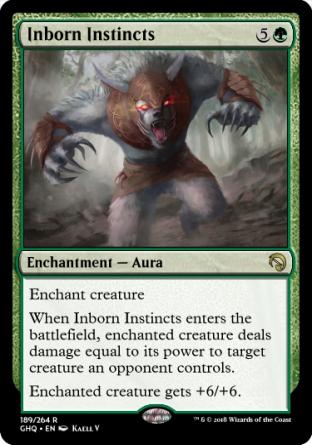 Inborn Instincts 5
Enchantment — Aura
Enchant creature
When Inborn Instincts enters the
battlefield, enchanted creature deals
damage equal to its power to target
creature an opponent controls.
Enchanted creature gets +6/+6.
189/264 R
™ & © 2018 Wizards of the Coast
GHQ • EN KAELL V